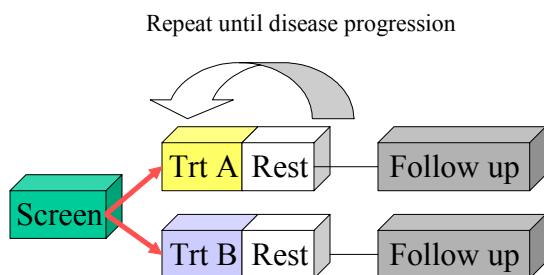 Repeat until disease progression
Trt A Rest Follow up
Screen
Trt B Rest Follow up